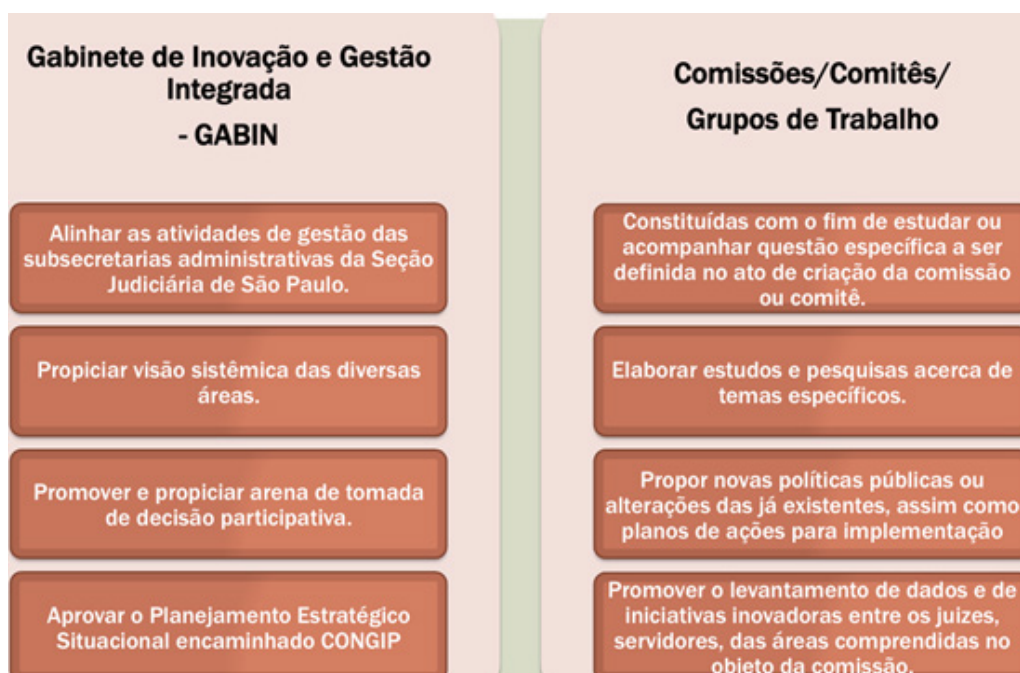 Gabinete de Inovação e Gestão
Integrada
- GABIN
Alinhar as atividades de gestão das
subsecretarias administrativas da Seção
Judiciária de São Paulo.
Propiciar visão sistêmica das diversas
áreas.
Promover e propiciar arena de tomada
de decisão participativa.
Aprovar o Planejamento Estratégico
Situacional encaminhado CONGIP
Comissões/Comitês/
Grupos de Trabalho
Constituídas com o fim de estudar ou
acompanhar questão específica a ser
definida no ato de criação da comissão
ou comitê.
Elaborar estudos e pesquisas acerca de
temas específicos.
Propor novas políticas públicas ou
alterações das já existentes, assim como
planos de ações para implementação
Promover o levantamento de dados e de
iniciativas inovadoras entre os juizes,
servidores, das áreas comprendidas no
objeto da comissão.